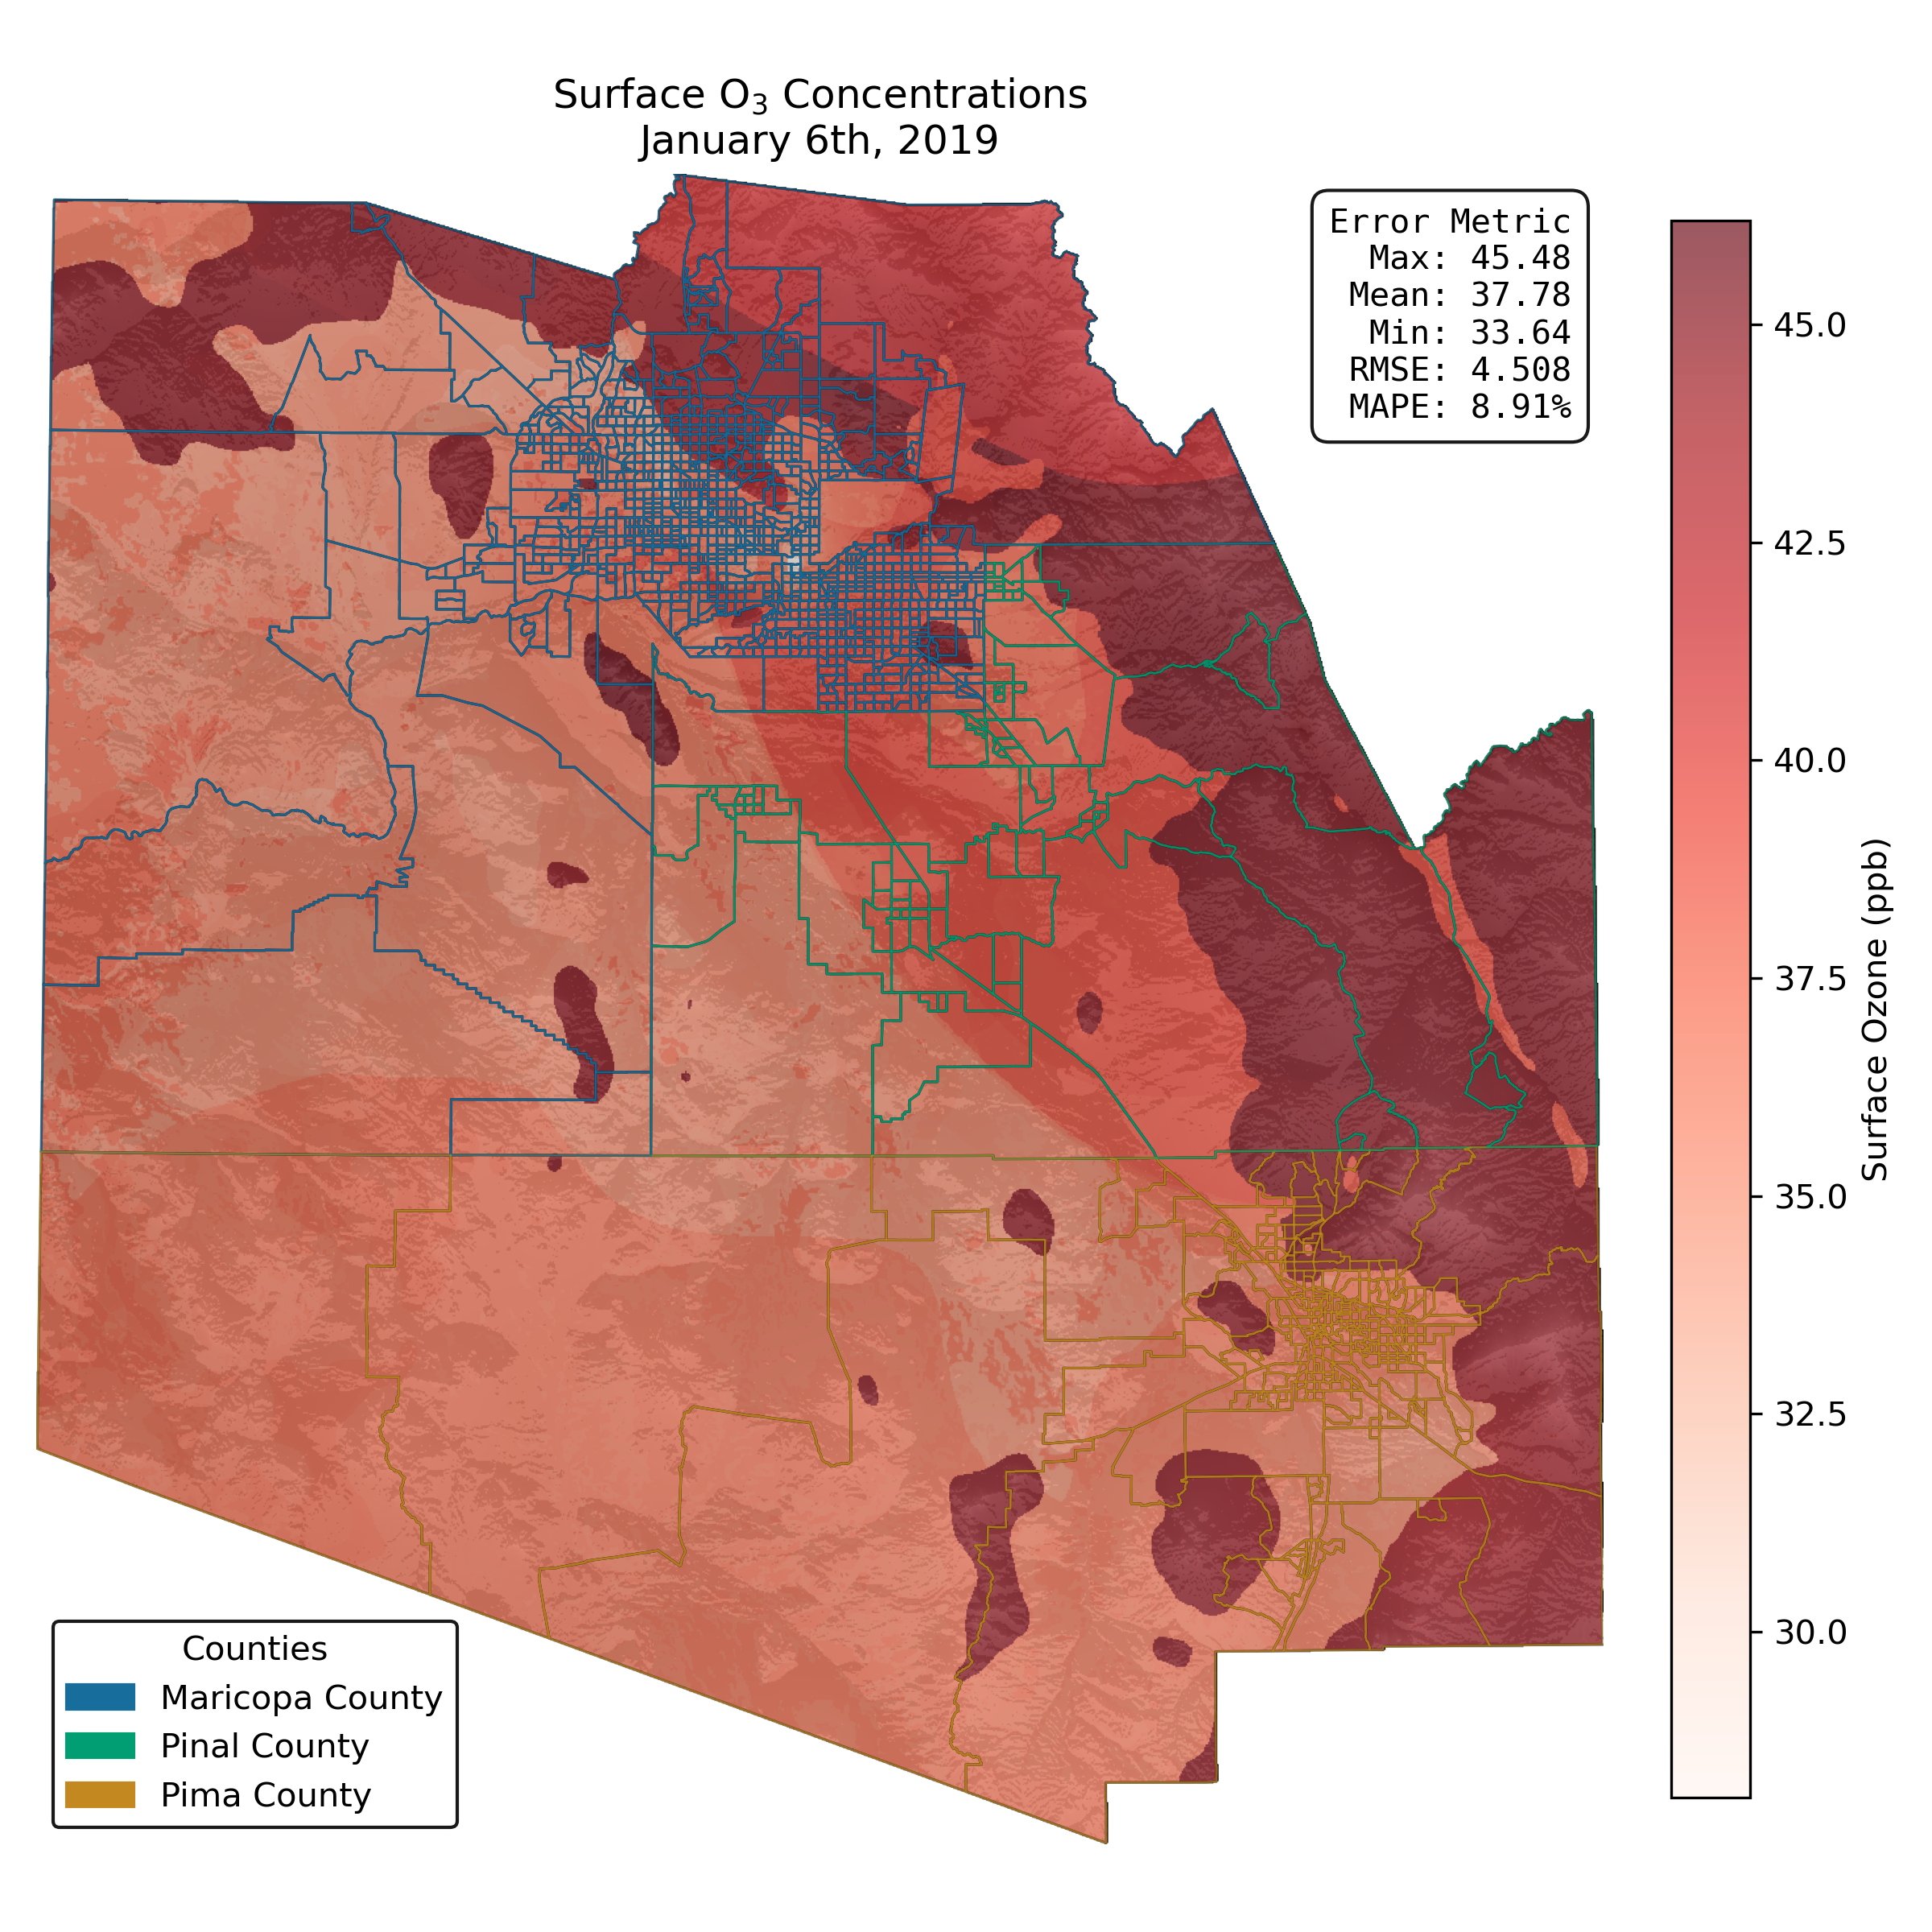 Surface O₃ Concentrations
January 6th, 2019
Error Metric
Max: 45.48
Mean: 37.78
Min: 33.64
RMSE: 4.508
MAPE: 8.91%
45.0
42.5
40.0
37.5
35.0
32.5
30.0
Surface Ozone (ppb)
Counties
Maricopa County
Pinal County
Pima County